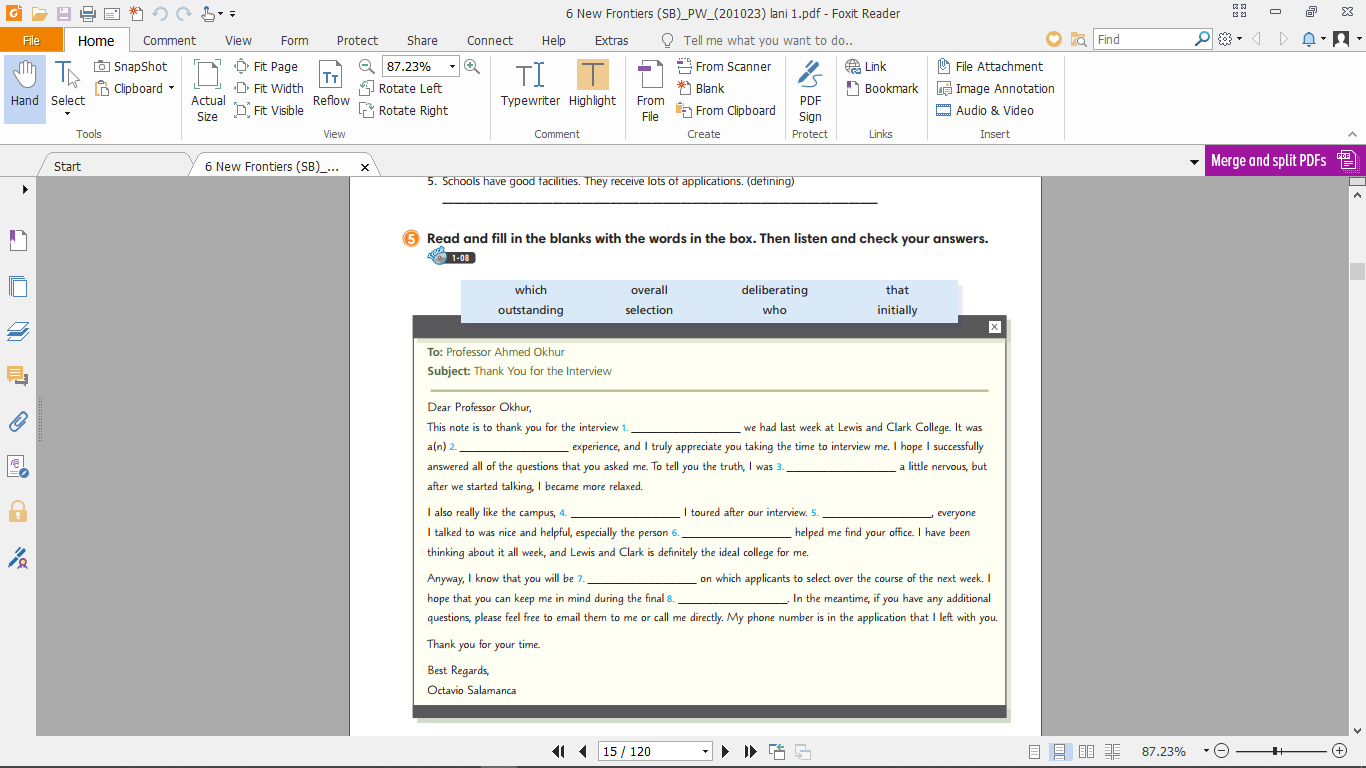 6 New Frontiers (SB)_PW_(201023) lani 1.pdf - Foxit Reader
File Home Comment View Form Protect Share Connect Help Extras Tell me what you want to do.. Find
Hand
Select
SnapShot
Clipboard
Tools
Actual Size
Fit Page
Fit Width
Fit Visible
Reflow
87.23%
Rotate Left
Rotate Right
View
Typewriter
Highlight
Comment
From File
From Scanner
Blank
From Clipboard
Create
PDF Sign
Protect
Link
Bookmark
Links
File Attachment
Image Annotation
Audio & Video
Insert
Start
6 New Frontiers (SB)_...
Merge and split PDFs
5. Schools have good facilities. They receive lots of applications. (defining)
5 Read and fill in the blanks with the words in the box. Then listen and check your answers.
1-08
which overall deliberating that
outstanding selection who initially
To: Professor Ahmed Okhur
Subject: Thank You for the Interview
Dear Professor Okhur,
This note is to thank you for the interview 1. ____________________ we had last week at Lewis and Clark College. It was
a(n) 2. ____________________ experience, and I truly appreciate you taking the time to interview me. I hope I successfully
answered all of the questions that you asked me. To tell you the truth, I was 3. ____________________ a little nervous, but
after we started talking, I became more relaxed.
I also really like the campus, 4. ____________________ I toured after our interview. 5. ____________________, everyone
I talked to was nice and helpful, especially the person 6. ____________________ helped me find your office. I have been
thinking about it all week, and Lewis and Clark is definitely the ideal college for me.
Anyway, I know that you will be 7. ____________________ on which applicants to select over the course of the next week. I
hope that you can keep me in mind during the final 8. ____________________. In the meantime, if you have any additional
questions, please feel free to email them to me or call me directly. My phone number is in the application that I left with you.
Thank you for your time.
Best Regards,
Octavio Salamanca
15 / 120
87.23%